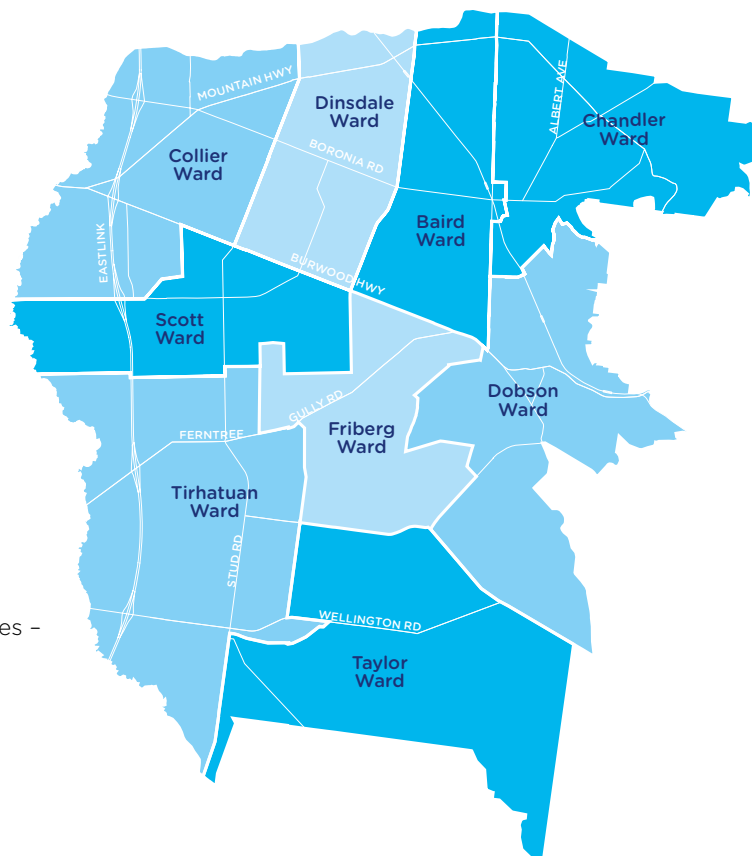 MOUNTAIN HWY
Dinsdale
Ward
ALBERT AVE
Chandler
Ward
Collier
Ward
BORONIA RD
Baird
Ward
EASTLINK
BURWOOD HWY
Scott
Ward
Dobson
Ward
GULLY RD
FERNTREE
Friberg
Ward
Tirhatuan
Ward
STUD RD
es –
WELLINGTON RD
Taylor
Ward